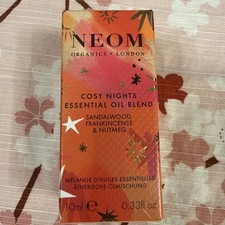 NEOM
ORGANICS • LONDON
COSY NIGHTS
ESSENTIAL OIL BLEND
SANDALWOOD,
FRANKINCENSE
& NUTMEG
MÉLANGE D'HUILES ESSENTIELLES
ÄTHERISCHE ÖLMISCHUNG
10ml ℮ 0.33fl oz